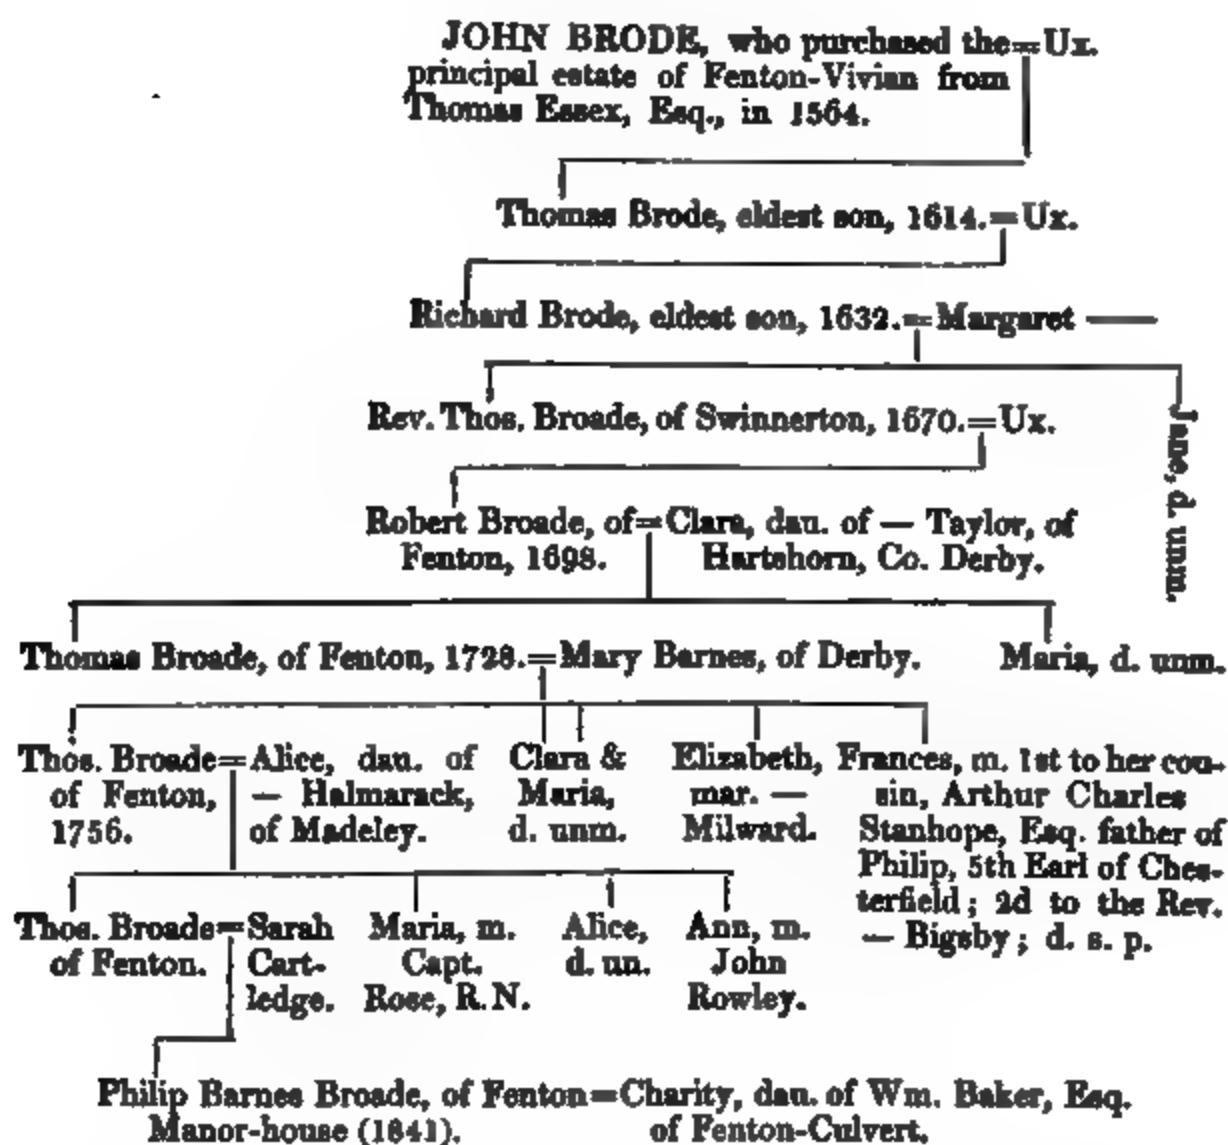 JOHN BRODE, who purchased the=Ux.
principal estate of Fenton-Vivian from
Thomas Essex, Esq., in 1564.
Thomas Brode, eldest son, 1614.=Ux.
Richard Brode, eldest son, 1632.=Margaret —
Rev. Thos. Broade, of Swinnerton, 1670.=Ux.
Jane, d. unm.
Robert Broade, of=Clara, dau. of — Taylor, of
Fenton, 1698. Hartshorn, Co. Derby.
Thomas Broade, of Fenton, 1728.=Mary Barnes, of Derby. Maria, d. unm.
Thos. Broade=Alice, dau. of
of Fenton, — Halmarack,
1756. of Madeley.
Clara &
Maria,
d. unm.
Elizabeth,
mar. —
Milward.
Frances, m. 1st to her cou-
sin, Arthur Charles
Stanhope, Esq. father of
Philip, 5th Earl of Ches-
terfield; 2d to the Rev.
— Bigsby; d. s. p.
Thos. Broade=Sarah
of Fenton. Cart-
ledge.
Maria, m.
Capt.
Rose, R.N.
Alice,
d. un.
Ann, m.
John
Rowley.
Philip Barnes Broade, of Fenton=Charity, dau. of Wm. Baker, Esq.
Manor-house (1841). of Fenton-Culvert.